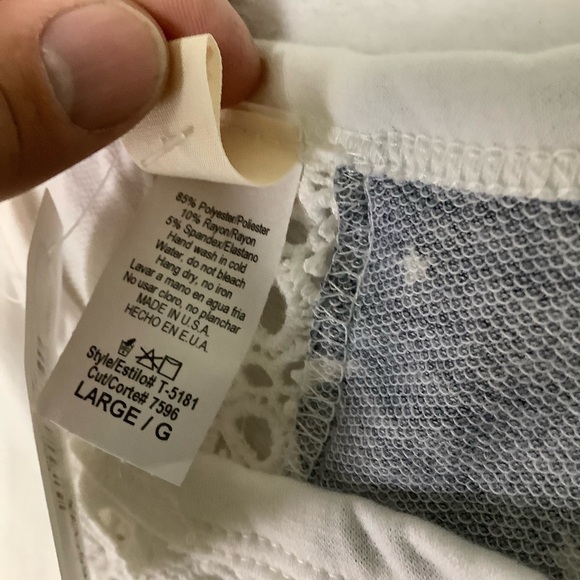 85% Polyester/Poliester
10% Rayon/Rayon
5% Spandex/Elastano
Hand wash in cold
Water, do not bleach
Hang dry, no iron
Lavar a mano en agua fria
No usar cloro, no planchar
MADE IN U.S.A.
HECHO EN E.U.A.
Style/Estilo# T-5181
Cut/Corte# 7596
LARGE / G